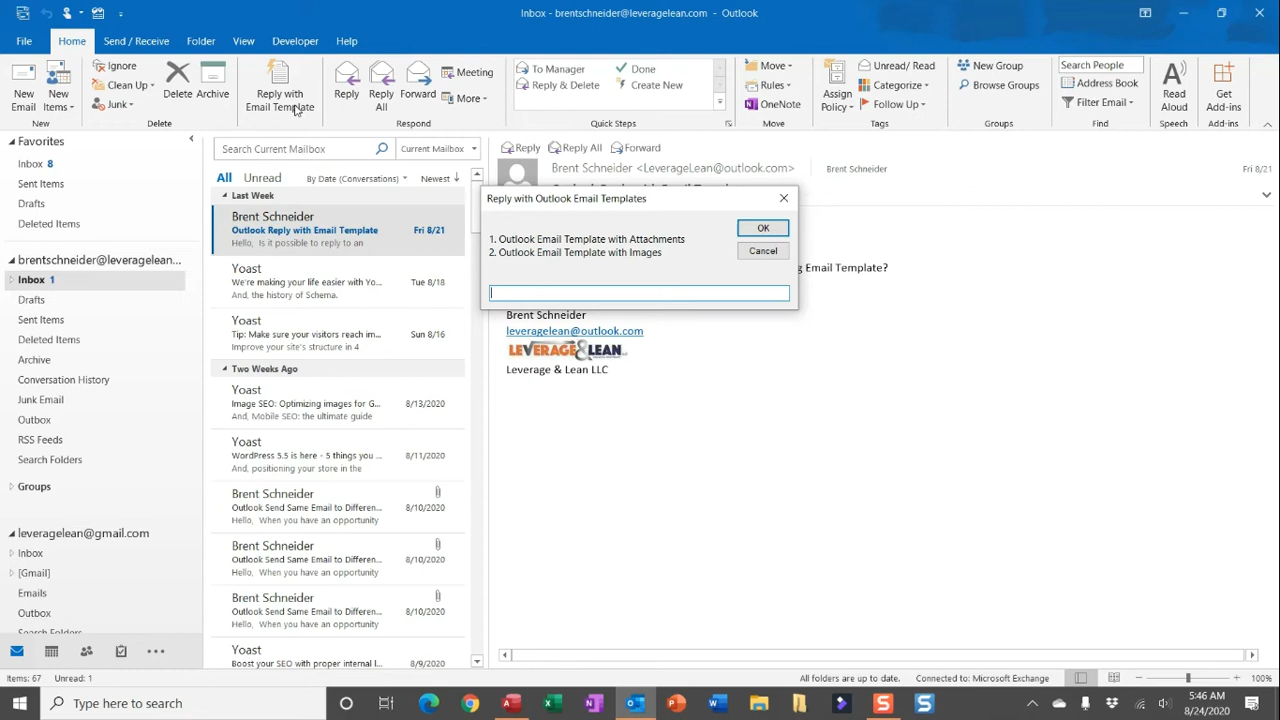 Inbox - brentschneider@leveragelean.com - Outlook
File Home Send / Receive Folder View Developer Help
New Email
New Items
New
Ignore
Clean Up
Junk
Delete
Archive
Delete
Reply with Email Template
Reply
Reply All
Forward
Meeting
More
Respond
To Manager
Reply & Delete
Done
Create New
Quick Steps
Move
Rules
OneNote
Move
Assign Policy
Unread/ Read
Categorize
Follow Up
Tags
New Group
Browse Groups
Groups
Search People
Address Book
Filter Email
Find
Read Aloud
Speech
Get Add-ins
Add-ins
Favorites
Inbox 8
Sent Items
Drafts
Deleted Items
brentschneider@leveragelean...
Inbox 1
Drafts
Sent Items
Deleted Items
Archive
Conversation History
Junk Email
Outbox
RSS Feeds
Search Folders
Groups
leveragelean@gmail.com
Inbox
[Gmail]
Emails
Outbox
Search Folders
Search Current Mailbox
Current Mailbox
All Unread By Date (Conversations) Newest
Last Week
Brent Schneider
Outlook Reply with Email Template Fri 8/21
Hello, Is it possible to reply to an
Yoast
We're making your life easier with Yo... Tue 8/18
And, the history of Schema.
Yoast
Tip: Make sure your visitors reach im... Sun 8/16
Improve your site's structure in 4
Two Weeks Ago
Yoast
Image SEO: Optimizing images for G... 8/13/2020
And, Mobile SEO: the ultimate guide
Yoast
WordPress 5.5 is here - 5 things you ... 8/11/2020
And, positioning your store in the
Brent Schneider
Outlook Send Same Email to Differen... 8/10/2020
Hello, When you have an opportunity
Brent Schneider
Outlook Send Same Email to Differen... 8/10/2020
Hello, When you have an opportunity
Brent Schneider
Outlook Send Same Email to Differen... 8/10/2020
Hello, When you have an opportunity
Yoast
Boost your SEO with proper internal l... 8/9/2020
Reply Reply All Forward
Brent Schneider <LeverageLean@outlook.com> Brent Schneider Fri 8/21
Reply with Outlook Email Templates
1. Outlook Email Template with Attachments
2. Outlook Email Template with Images
OK
Cancel
Email Template?
Brent Schneider
leveragelean@outlook.com
LEVERAGE&LEAN
Leverage & Lean LLC
Items: 67 Unread: 1 All folders are up to date. Connected to: Microsoft Exchange 100%
Type here to search
5:46 AM
8/24/2020